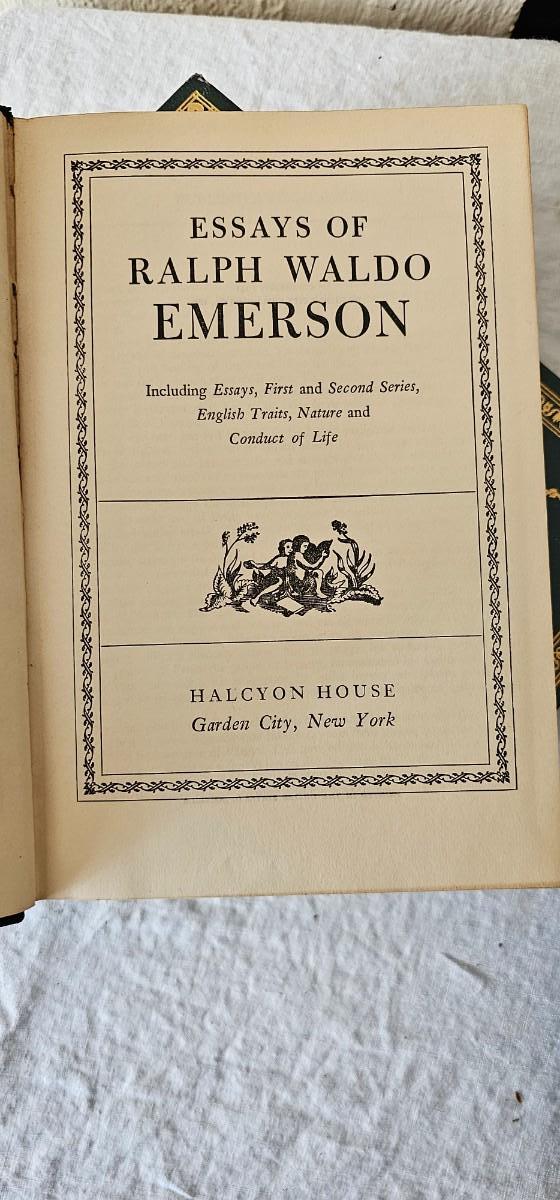 ESSAYS OF
RALPH WALDO
EMERSON
Including Essays, First and Second Series,
English Traits, Nature and
Conduct of Life
HALCYON HOUSE
Garden City, New York